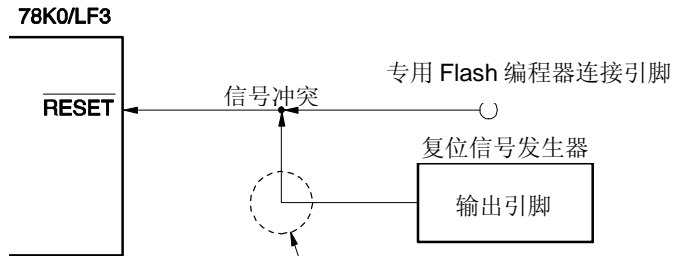 78K0/LF3
专用 Flash 编程器连接引脚
信号冲突
RESET
复位信号发生器
输出引脚